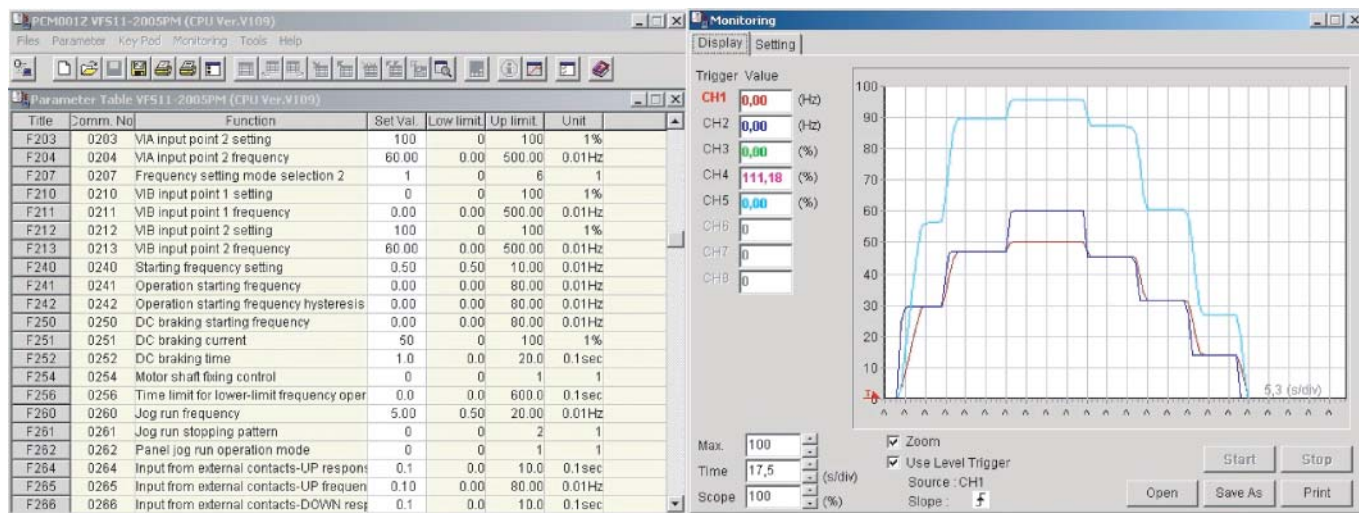 PCM001Z VFS11-2005PM (CPU Ver.V109)
Files Parameter Key Pad Monitoring Tools Help
Parameter Table VFS11-2005PM (CPU Ver.V109)
Title Comm. No Function Set Val. Low limit. Up limit. Unit
F203 0203 VIA input point 2 setting 100 0 100 1%
F204 0204 VIA input point 2 frequency 60.00 0.00 500.00 0.01Hz
F207 0207 Frequency setting mode selection 2 1 0 6 1
F210 0210 VIB input point 1 setting 0 0 100 1%
F211 0211 VIB input point 1 frequency 0.00 0.00 500.00 0.01Hz
F212 0212 VIB input point 2 setting 100 0 100 1%
F213 0213 VIB input point 2 frequency 60.00 0.00 500.00 0.01Hz
F240 0240 Starting frequency setting 0.50 0.50 10.00 0.01Hz
F241 0241 Operation starting frequency 0.00 0.00 80.00 0.01Hz
F242 0242 Operation starting frequency hysteresis 0.00 0.00 80.00 0.01Hz
F250 0250 DC braking starting frequency 0.00 0.00 80.00 0.01Hz
F251 0251 DC braking current 50 0 100 1%
F252 0252 DC braking time 1.0 0.0 20.0 0.1sec
F254 0254 Motor shaft fixing control 0 0 1 1
F256 0256 Time limit for lower-limit frequency oper 0.0 0.0 600.0 0.1sec
F260 0260 Jog run frequency 5.00 0.50 20.00 0.01Hz
F261 0261 Jog run stopping pattern 0 0 2 1
F262 0262 Panel jog run operation mode 0 0 1 1
F264 0264 Input from external contacts-UP respons 0.1 0.0 10.0 0.1sec
F265 0265 Input from external contacts-UP frequen 0.10 0.00 80.00 0.01Hz
F266 0266 Input from external contacts-DOWN resp 0.1 0.0 10.0 0.1sec
Monitoring
Display Setting
Trigger Value
CH1 0,00 (Hz)
CH2 0,00 (Hz)
CH3 0,00 (%)
CH4 111,18 (%)
CH5 0,00 (%)
CH6 0
CH7 0
CH8 0
100
90
80
70
60
50
40
30
20
10
0
T
5,3 (s/div)
Max. 100
Time 17,5 (s/div)
Scope 100 (%)
Zoom
Use Level Trigger
Source : CH1
Slope :
Start Stop
Open Save As Print